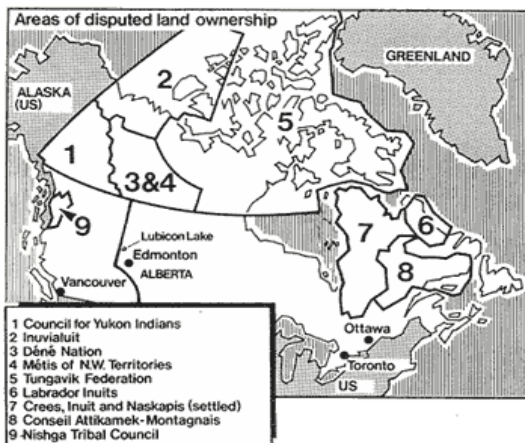 Areas of disputed land ownership
GREENLAND
ALASKA
(US)
2
5
1
3&4
9
Lubicon Lake
Edmonton
ALBERTA
Vancouver
7
6
8
Ottawa
Toronto
US
1 Council for Yukon Indians
2 Inuvialuit
3 Déné Nation
4 Métis of N.W. Territories
5 Tungavik Federation
6 Labrador Inuits
7 Crees, Inuit and Naskapis (settled)
8 Conseil Attikamek-Montagnais
9 Nishga Tribal Council